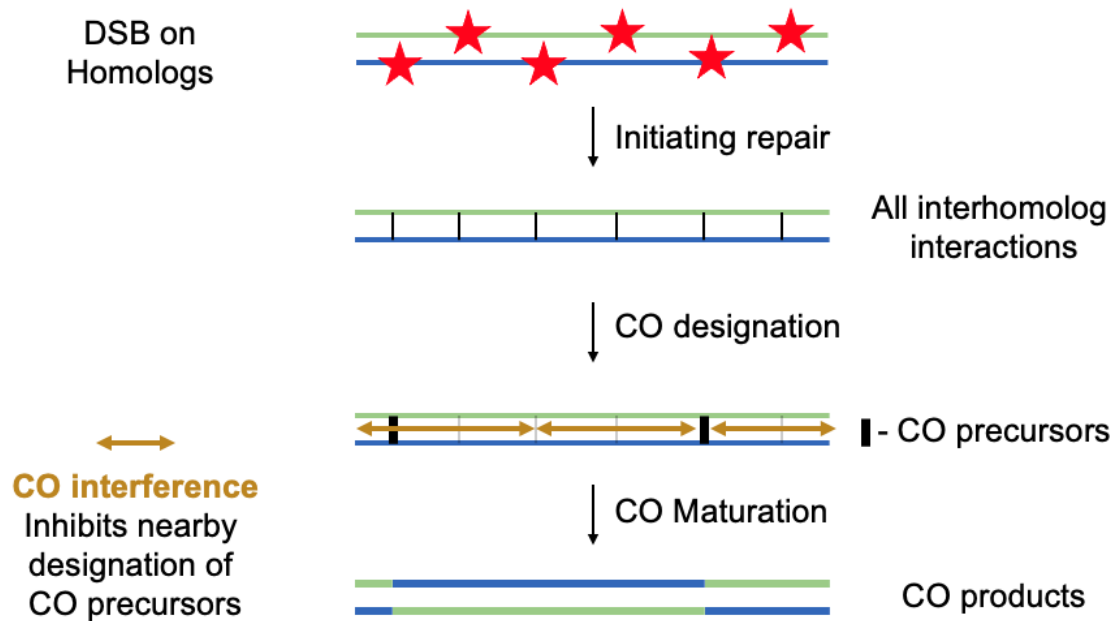 DSB on
Homologs
Initiating repair
All interhomolog
interactions
CO designation
- CO precursors
CO interference
Inhibits nearby
designation of
CO precursors
CO Maturation
CO products